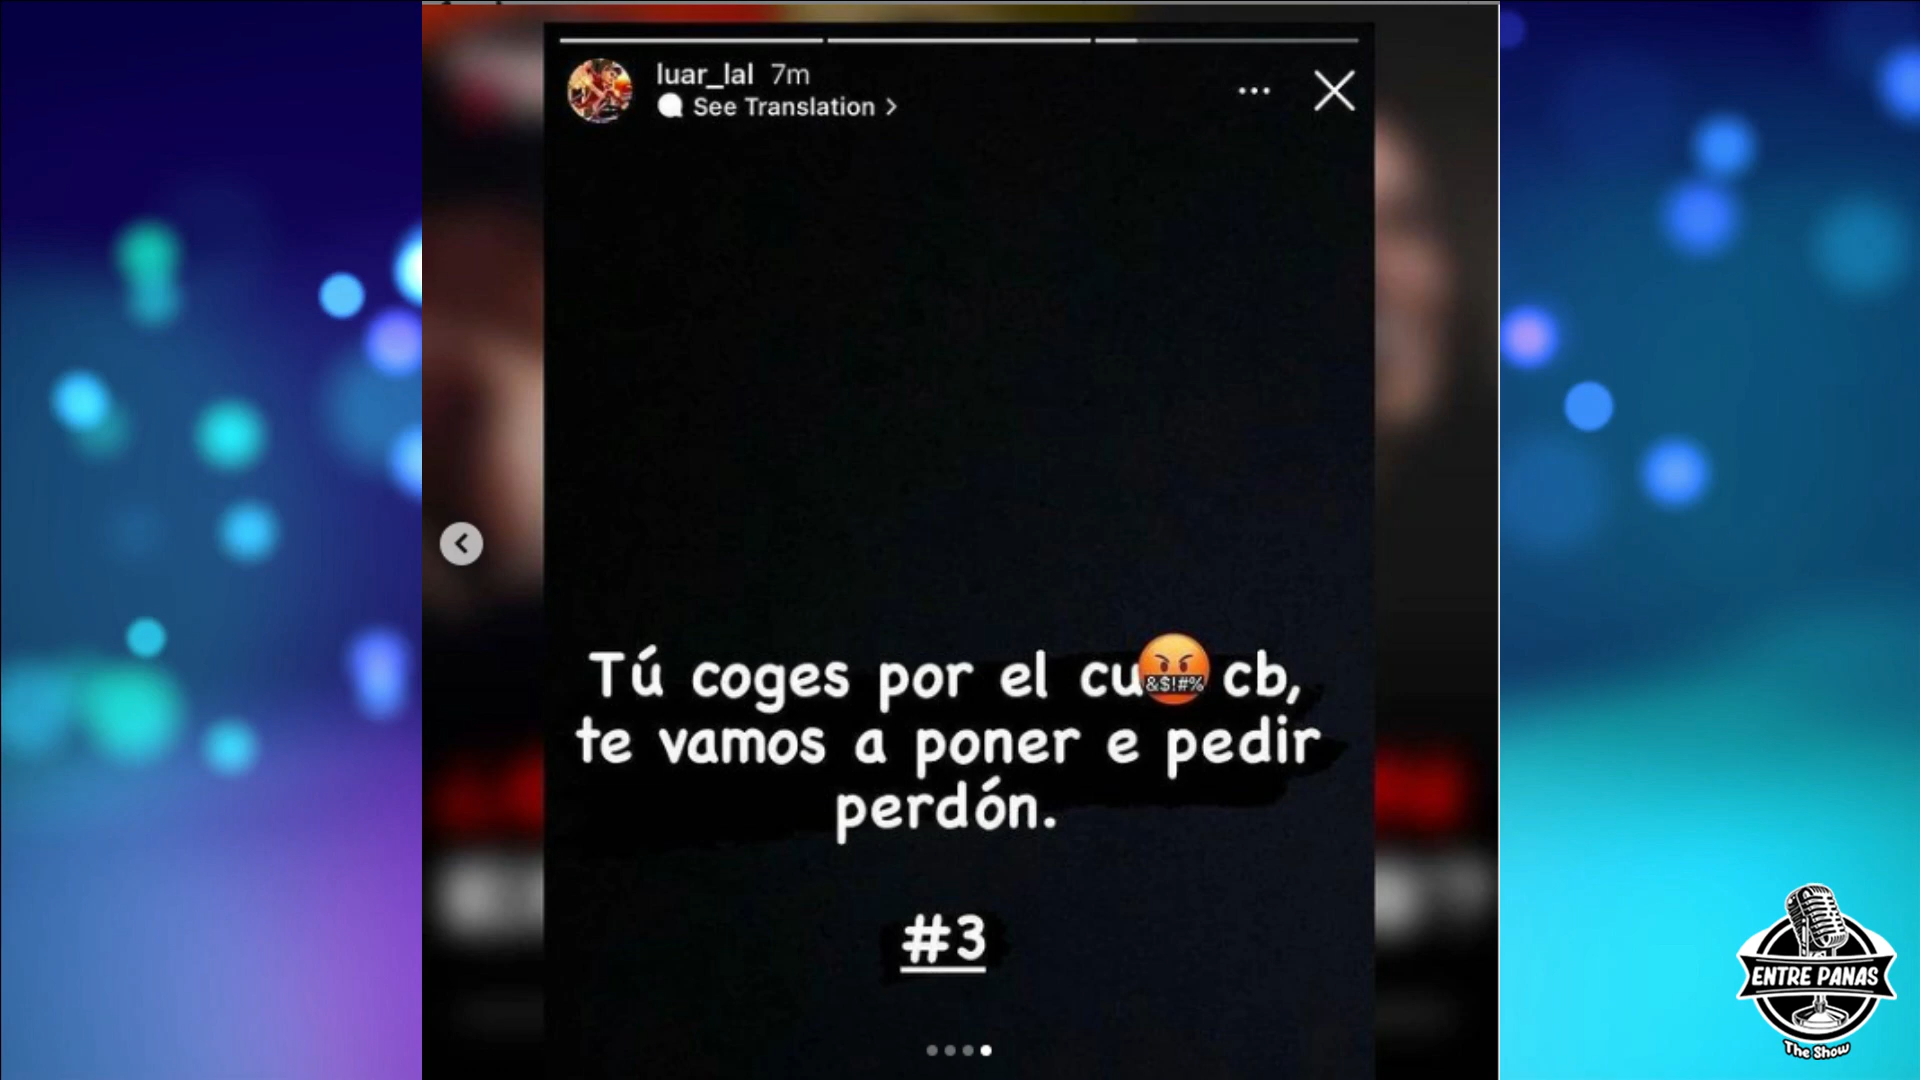 luar_lal 7m
See Translation >
Tú coges por el cu🤬 cb,
te vamos a poner e pedir
perdón.
#3
ENTRE PANAS
The Show